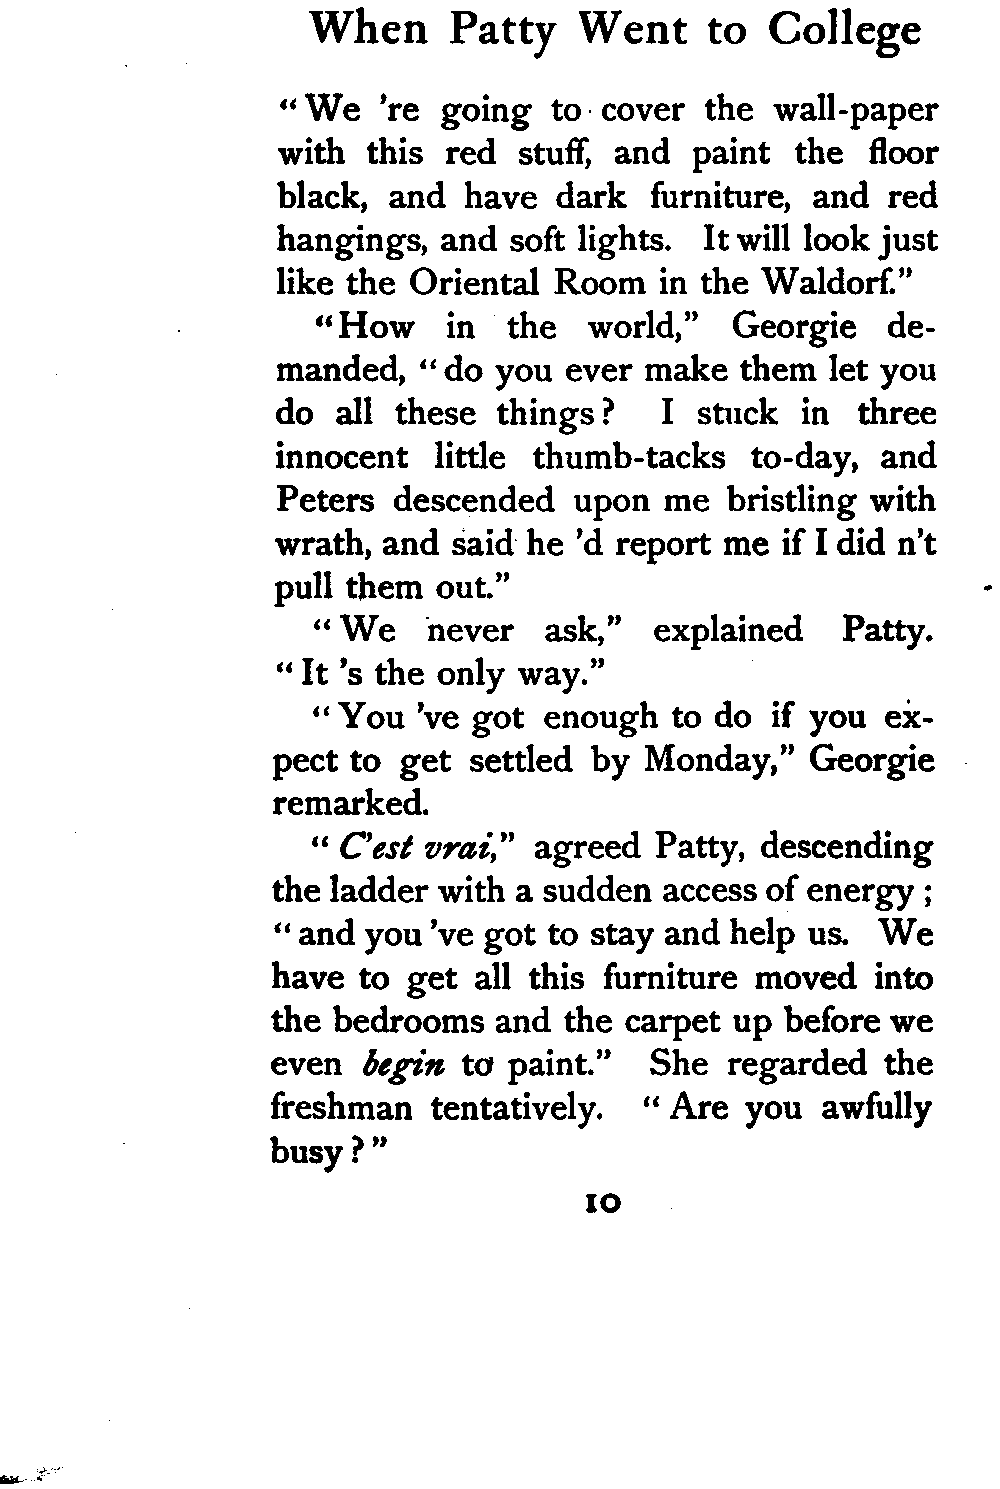 When Patty Went to College
“We ’re going to cover the wall-paper
with this red stuff, and paint the floor
black, and have dark furniture, and red
hangings, and soft lights. It will look just
like the Oriental Room in the Waldorf.”
“How in the world,” Georgie de-
manded, “do you ever make them let you
do all these things? I stuck in three
innocent little thumb-tacks to-day, and
Peters descended upon me bristling with
wrath, and said he ’d report me if I did n’t
pull them out.”
“We never ask,” explained Patty.
“It ’s the only way.”
“You ’ve got enough to do if you ex-
pect to get settled by Monday,” Georgie
remarked.
“C’est vrai,” agreed Patty, descending
the ladder with a sudden access of energy;
“and you ’ve got to stay and help us. We
have to get all this furniture moved into
the bedrooms and the carpet up before we
even begin to paint.” She regarded the
freshman tentatively. “Are you awfully
busy?”
10